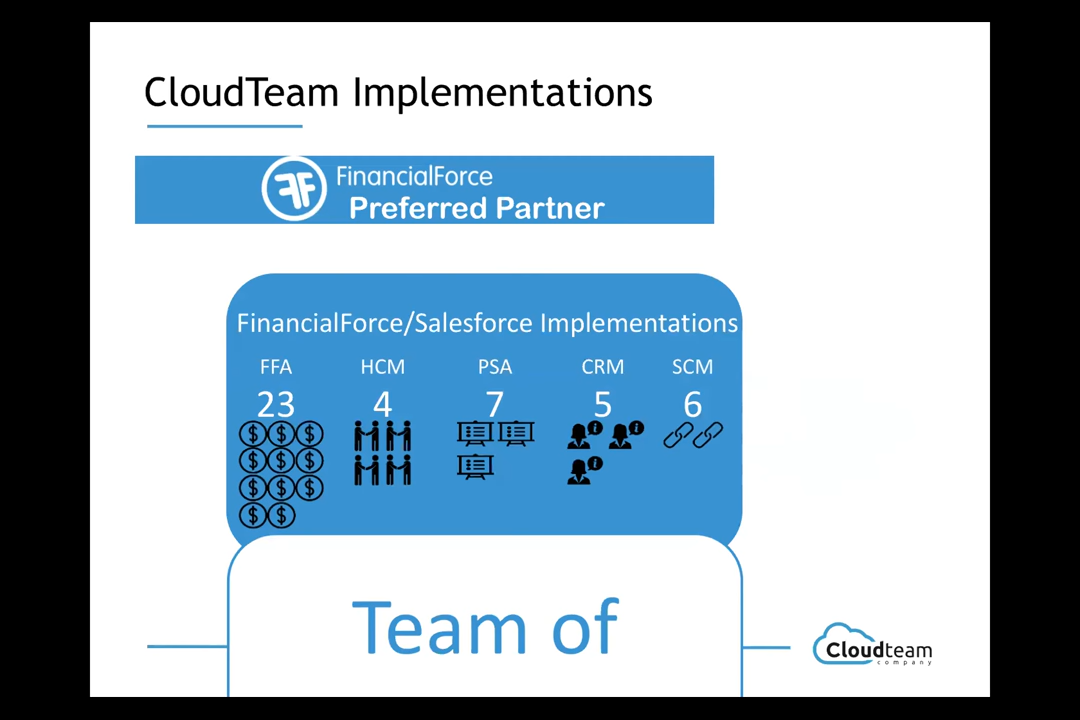 CloudTeam Implementations
FinancialForce
Preferred Partner
FinancialForce/Salesforce Implementations
FFA HCM PSA CRM SCM
23 4 7 5 6
Team of
Cloudteam
company